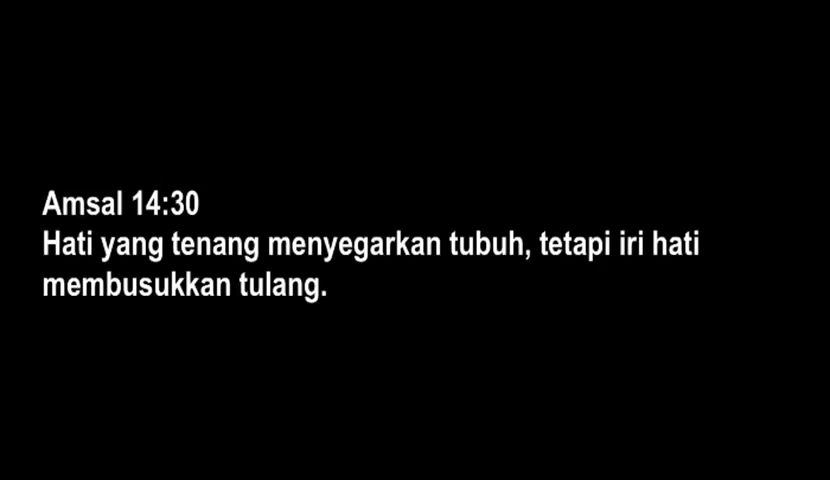 Amsal 14:30
Hati yang tenang menyegarkan tubuh, tetapi iri hati
membusukkan tulang.